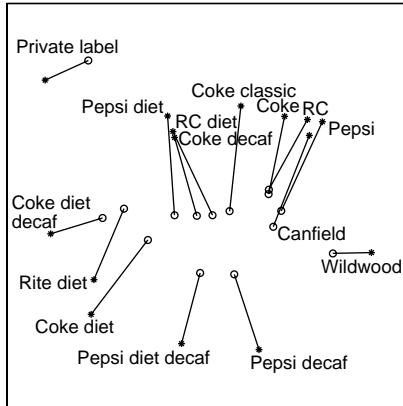 Private label
Coke classic
Pepsi diet
Coke
RC
RC diet
Pepsi
Coke decaf
Coke diet
decaf
Canfield
Wildwood
Rite diet
Coke diet
Pepsi diet decaf
Pepsi decaf